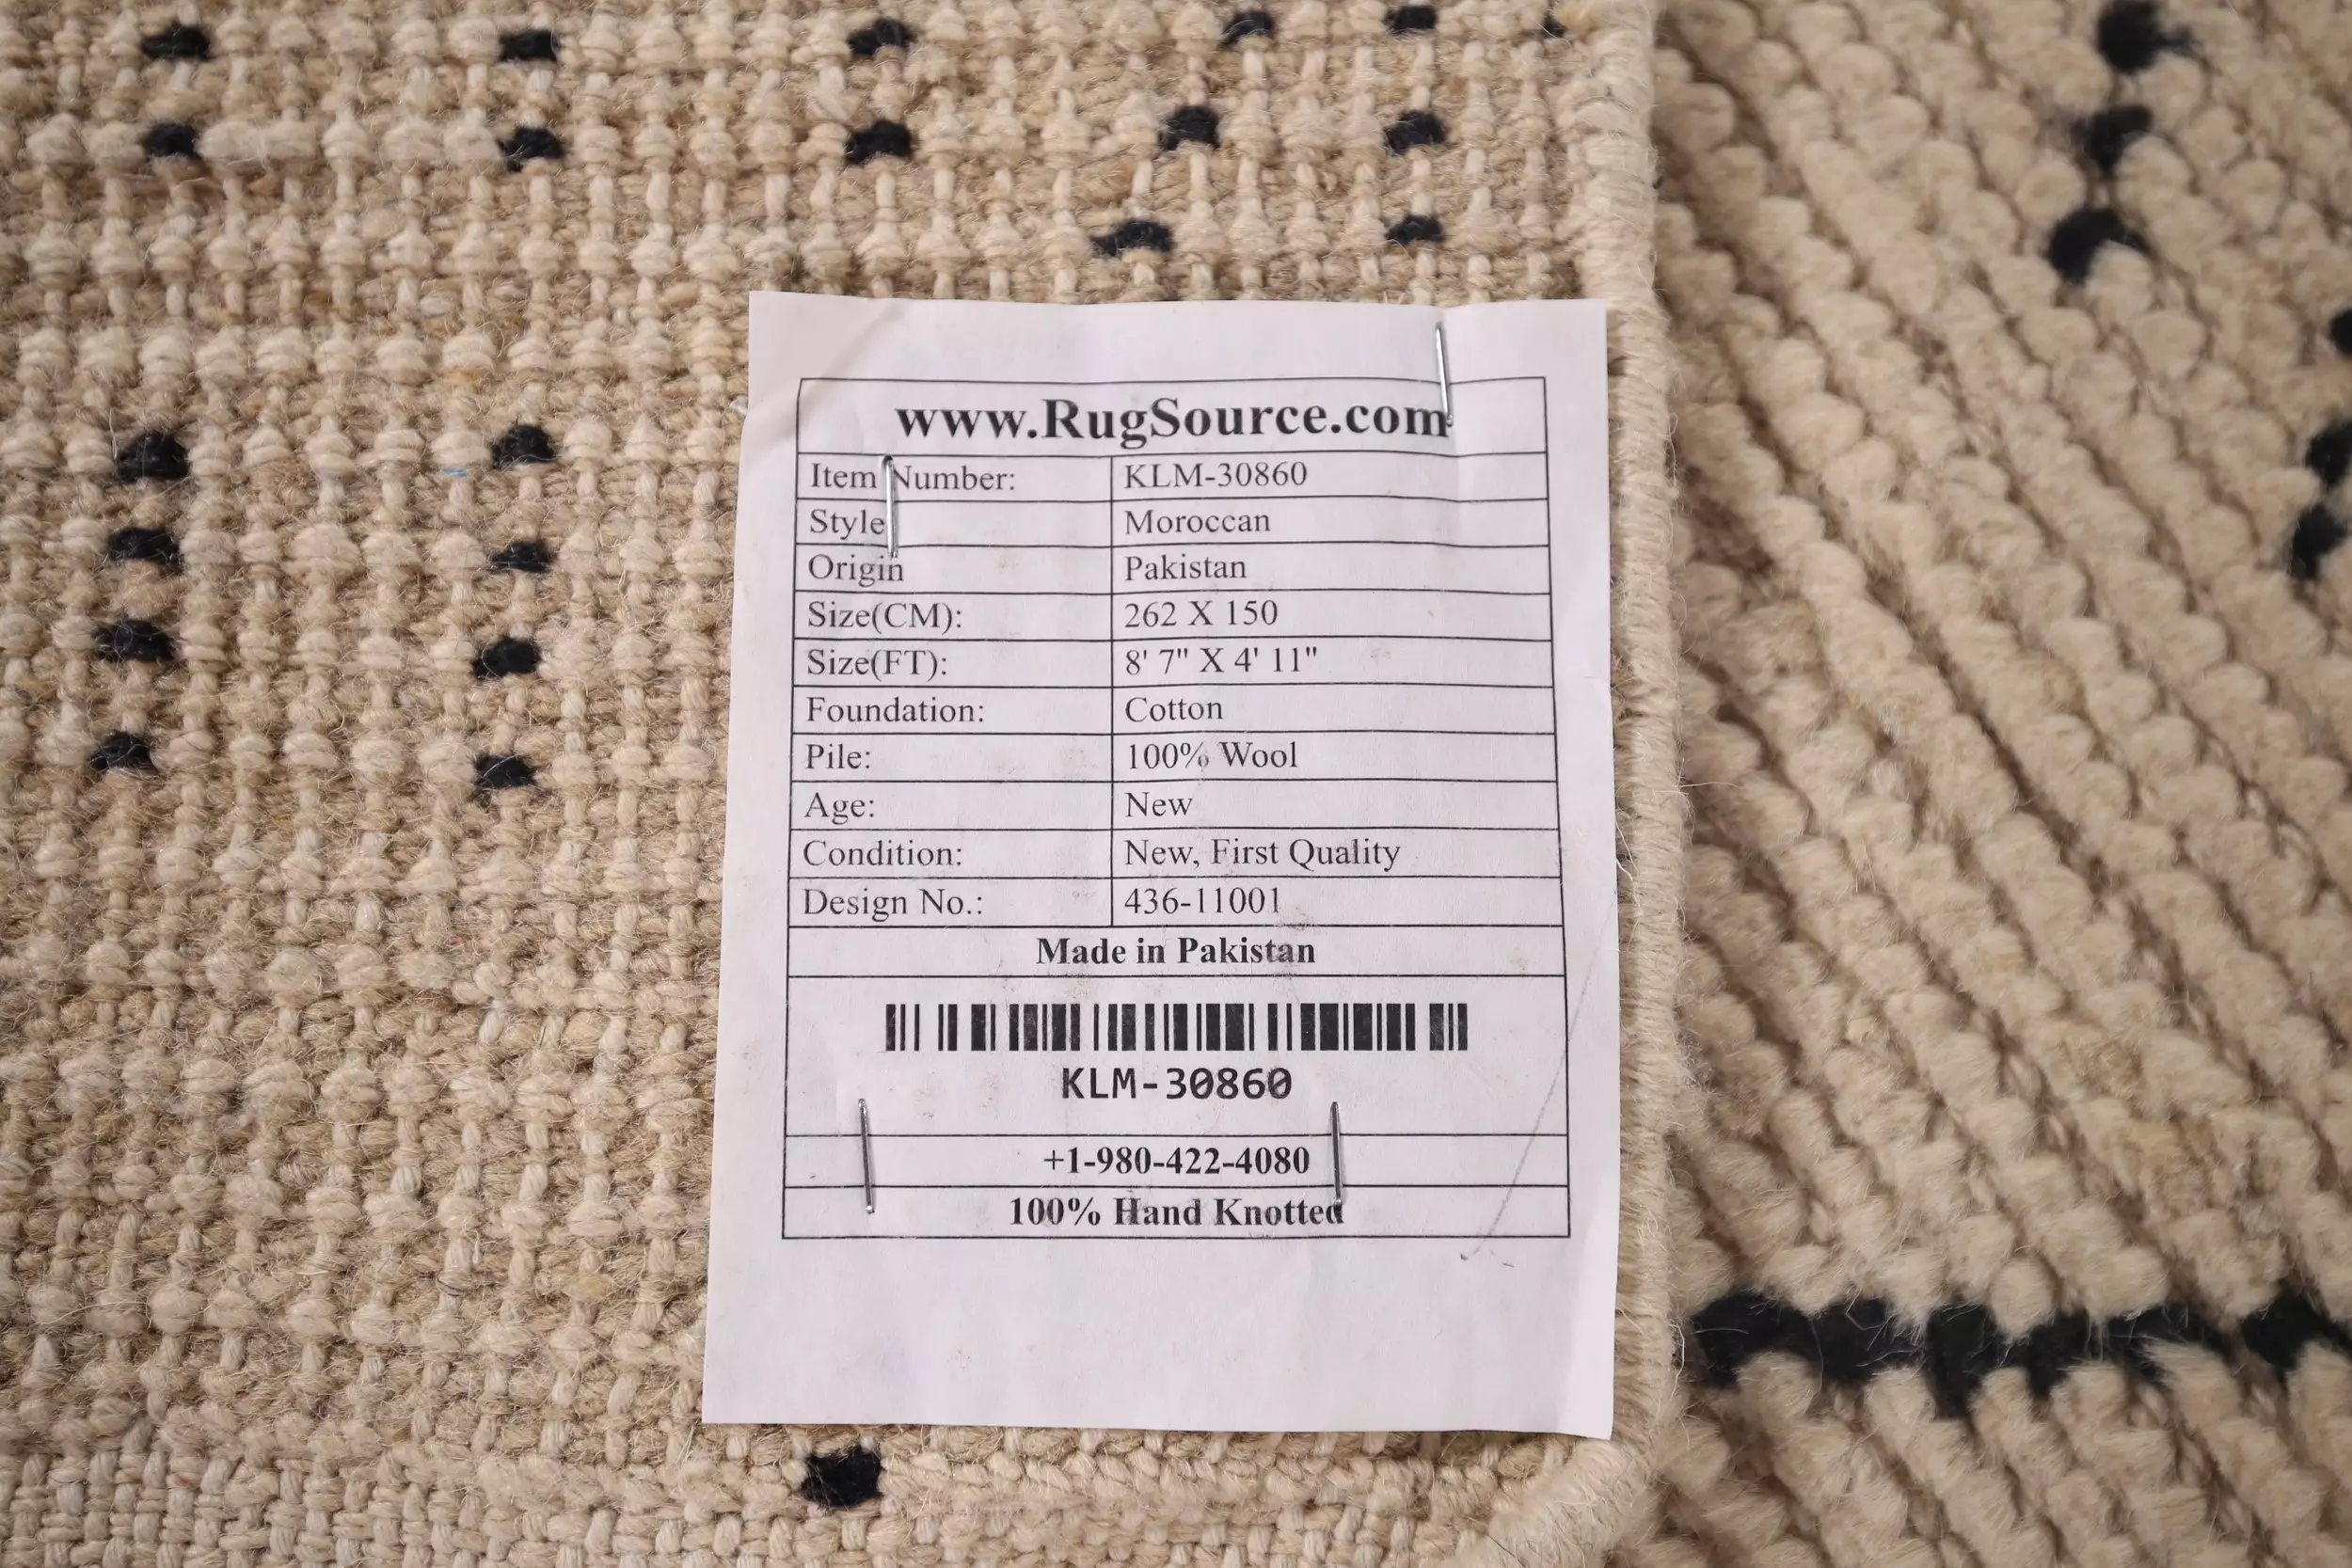 www.RugSource.com
Item Number: KLM-30860
Style Moroccan
Origin Pakistan
Size(CM): 262 X 150
Size(FT): 8' 7" X 4' 11"
Foundation: Cotton
Pile: 100% Wool
Age: New
Condition: New, First Quality
Design No.: 436-11001
Made in Pakistan
KLM-30860
+1-980-422-4080
100% Hand Knotted